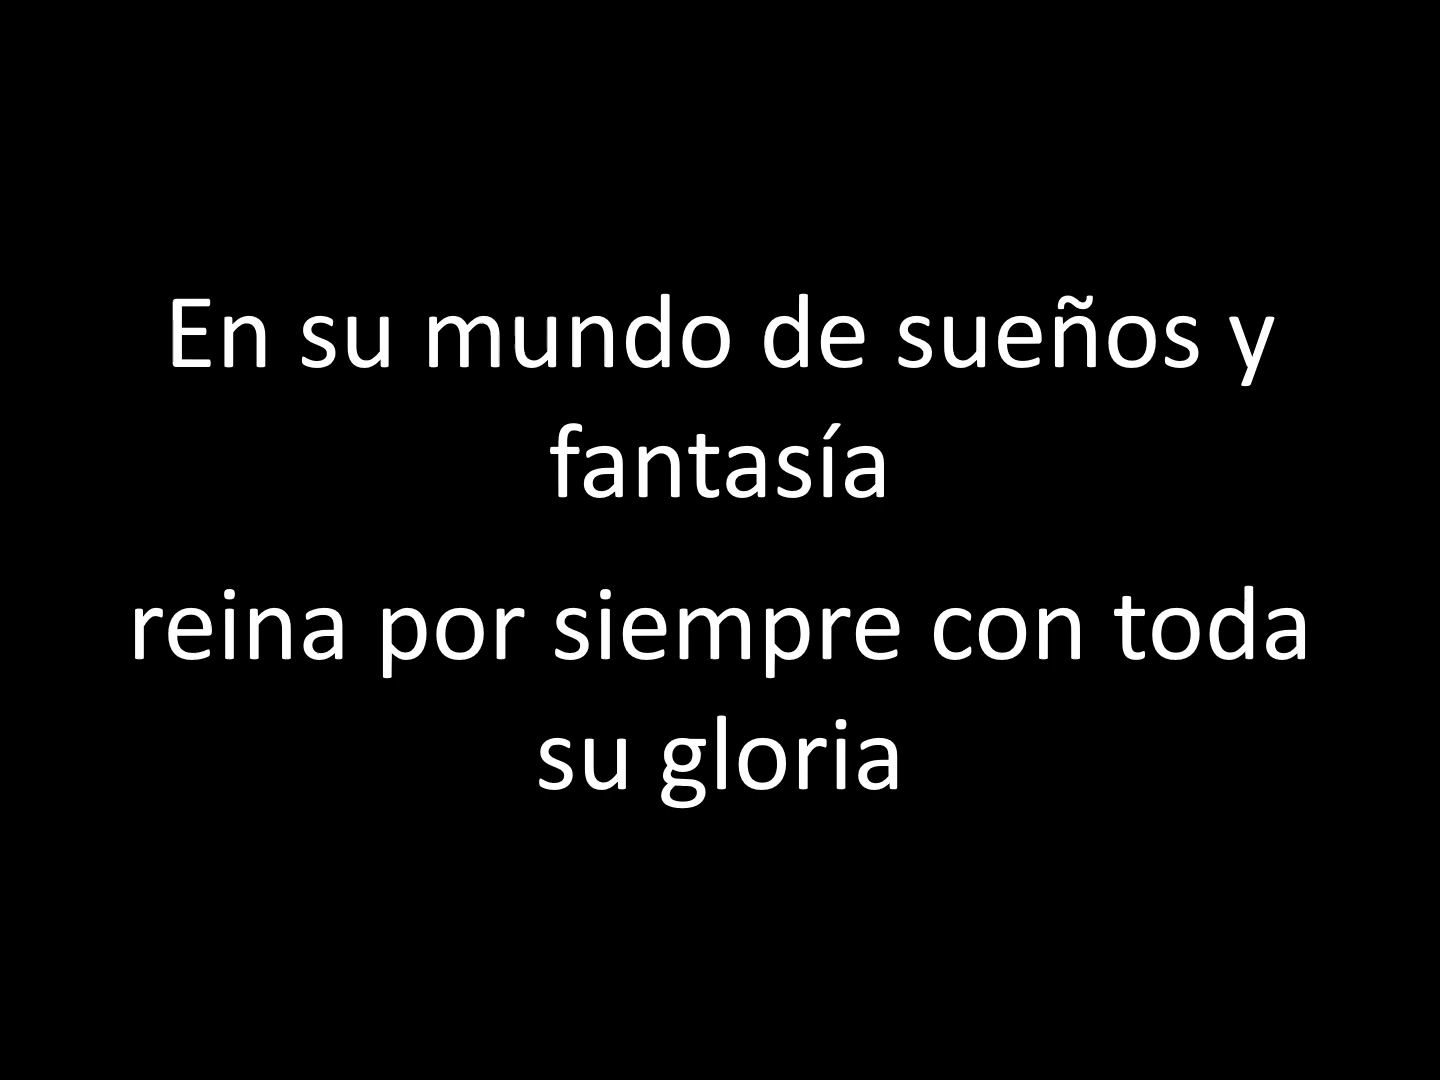 En su mundo de sueños y
fantasía
reina por siempre con toda
su gloria